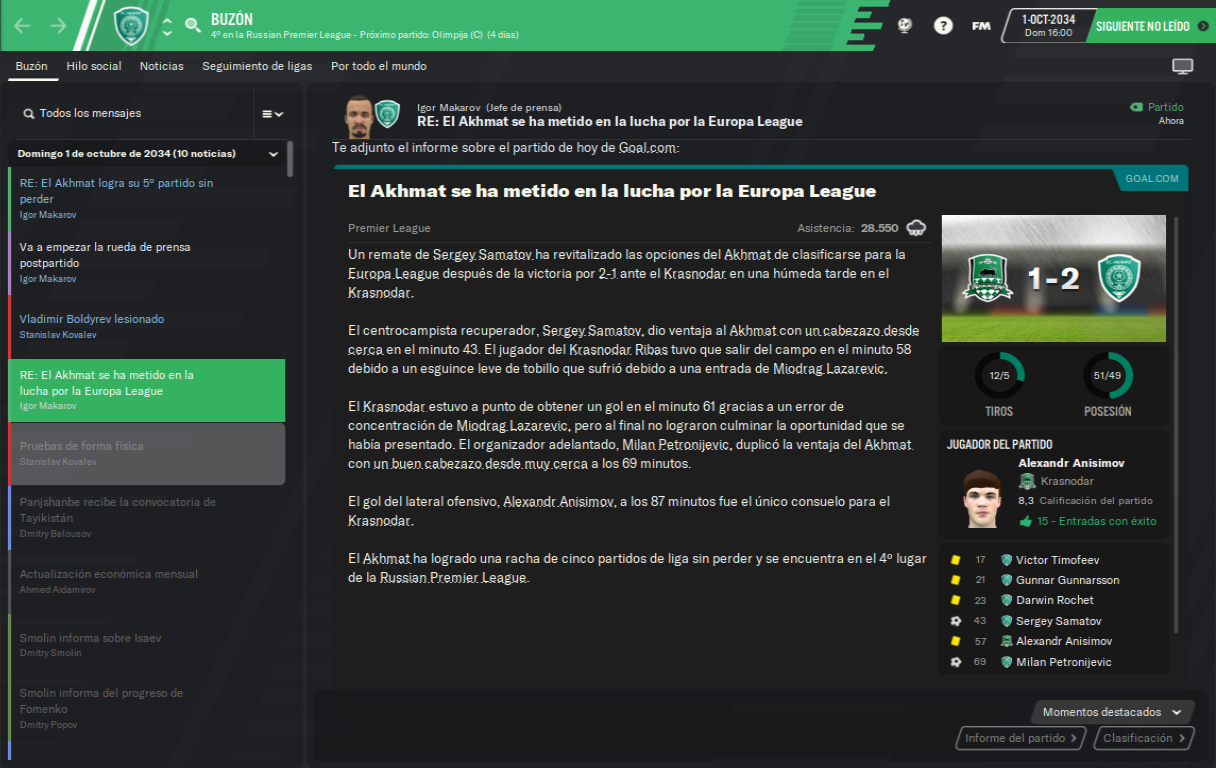 BUZÓN
4º en la Russian Premier League - Próximo partido: Olimpija (C) (4 días)
?
FM
1-OCT-2034
Dom 16:00
SIGUIENTE NO LEÍDO
Buzón
Hilo social
Noticias
Seguimiento de ligas
Por todo el mundo
Todos los mensajes
Domingo 1 de octubre de 2034 (10 noticias)
RE: El Akhmat logra su 5º partido sin
perder
Igor Makarov
Va a empezar la rueda de prensa
postpartido
Igor Makarov
Vladimir Boldyrev lesionado
Stanislav Kovalev
RE: El Akhmat se ha metido en la
lucha por la Europa League
Igor Makarov
Pruebas de forma física
Stanislav Kovalev
Panjshanbe recibe la convocatoria de
Tayikistán
Dmitry Belousov
Actualización económica mensual
Ahmed Aidamirov
Smolin informa sobre Isaev
Dmitry Smolin
Smolin informa del progreso de
Fomenko
Dmitry Popov
Igor Makarov (Jefe de prensa)
RE: El Akhmat se ha metido en la lucha por la Europa League
Partido
Ahora
Te adjunto el informe sobre el partido de hoy de Goal.com:
GOAL.COM
El Akhmat se ha metido en la lucha por la Europa League
Premier League
Asistencia: 28.550
Un remate de Sergey Samatov ha revitalizado las opciones del Akhmat de clasificarse para la
Europa League después de la victoria por 2-1 ante el Krasnodar en una húmeda tarde en el
Krasnodar.
El centrocampista recuperador, Sergey Samatov, dio ventaja al Akhmat con un cabezazo desde
cerca en el minuto 43. El jugador del Krasnodar Ribas tuvo que salir del campo en el minuto 58
debido a un esguince leve de tobillo que sufrió debido a una entrada de Miodrag Lazarevic.
El Krasnodar estuvo a punto de obtener un gol en el minuto 61 gracias a un error de
concentración de Miodrag Lazarevic, pero al final no lograron culminar la oportunidad que se
había presentado. El organizador adelantado, Milan Petronijevic, duplicó la ventaja del Akhmat
con un buen cabezazo desde muy cerca a los 69 minutos.
El gol del lateral ofensivo, Alexandr Anisimov, a los 87 minutos fue el único consuelo para el
Krasnodar.
El Akhmat ha logrado una racha de cinco partidos de liga sin perder y se encuentra en el 4º lugar
de la Russian Premier League.
1-2
12/5
TIROS
51/49
POSESIÓN
JUGADOR DEL PARTIDO
Alexandr Anisimov
Krasnodar
8,3 Calificación del partido
15 - Entradas con éxito
17 Victor Timofeev
21 Gunnar Gunnarsson
23 Darwin Rochet
43 Sergey Samatov
57 Alexandr Anisimov
69 Milan Petronijevic
Momentos destacados
Informe del partido
Clasificación